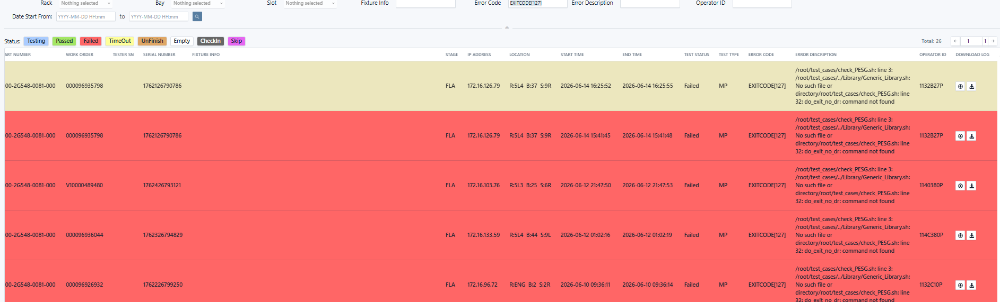 Rack Nothing selected Bay Nothing selected Slot Nothing selected Fixture Info Error Code EXITCODE[127] Error Description Operator ID
Date Start From: YYYY-MM-DD HH:mm to YYYY-MM-DD HH:mm
Status: Testing Passed Failed TimeOut UnFinish Empty CheckIn Skip Total: 26 ← 1 1 →
ART NUMBER WORK ORDER TESTER SN SERIAL NUMBER FIXTURE INFO STAGE IP ADDRESS LOCATION START TIME END TIME TEST STATUS TEST TYPE ERROR CODE ERROR DESCRIPTION OPERATOR ID DOWNLOAD LOG
/root/test_cases/check_PESG.sh: line 3:
/root/test_cases/../Library/Generic_Library.sh:
00-2G548-0081-000 000096935798 1762126790786 FLA 172.16.126.79 R:5L4 B:37 S:9R 2026-06-14 16:25:52 2026-06-14 16:25:55 Failed MP EXITCODE[127] No such file or 1132B27P
directory/root/test_cases/check_PESG.sh: line
32: do_exit_no_dr: command not found
/root/test_cases/check_PESG.sh: line 3:
/root/test_cases/../Library/Generic_Library.sh:
00-2G548-0081-000 000096935798 1762126790786 FLA 172.16.126.79 R:5L4 B:37 S:9R 2026-06-14 15:41:45 2026-06-14 15:41:48 Failed MP EXITCODE[127] No such file or 1132B27P
directory/root/test_cases/check_PESG.sh: line
32: do_exit_no_dr: command not found
/root/test_cases/check_PESG.sh: line 3:
/root/test_cases/../Library/Generic_Library.sh:
00-2G548-0081-000 V10000489480 1762426793121 FLA 172.16.103.76 R:5L3 B:25 S:6R 2026-06-12 21:47:50 2026-06-12 21:47:53 Failed MP EXITCODE[127] No such file or 1140380P
directory/root/test_cases/check_PESG.sh: line
32: do_exit_no_dr: command not found
/root/test_cases/check_PESG.sh: line 3:
/root/test_cases/../Library/Generic_Library.sh:
00-2G548-0081-000 000096936044 1762326794829 FLA 172.16.133.59 R:5L4 B:44 S:9L 2026-06-12 01:02:16 2026-06-12 01:02:19 Failed MP EXITCODE[127] No such file or 114C380P
directory/root/test_cases/check_PESG.sh: line
32: do_exit_no_dr: command not found
/root/test_cases/check_PESG.sh: line 3:
/root/test_cases/../Library/Generic_Library.sh:
00-2G548-0081-000 000096926932 1762226799250 FLA 172.16.96.72 R:ENG B:2 S:2R 2026-06-10 09:36:11 2026-06-10 09:36:14 Failed MP EXITCODE[127] No such file or 1132C10P
directory/root/test_cases/check_PESG.sh: line
32: do_exit_no_dr: command not found